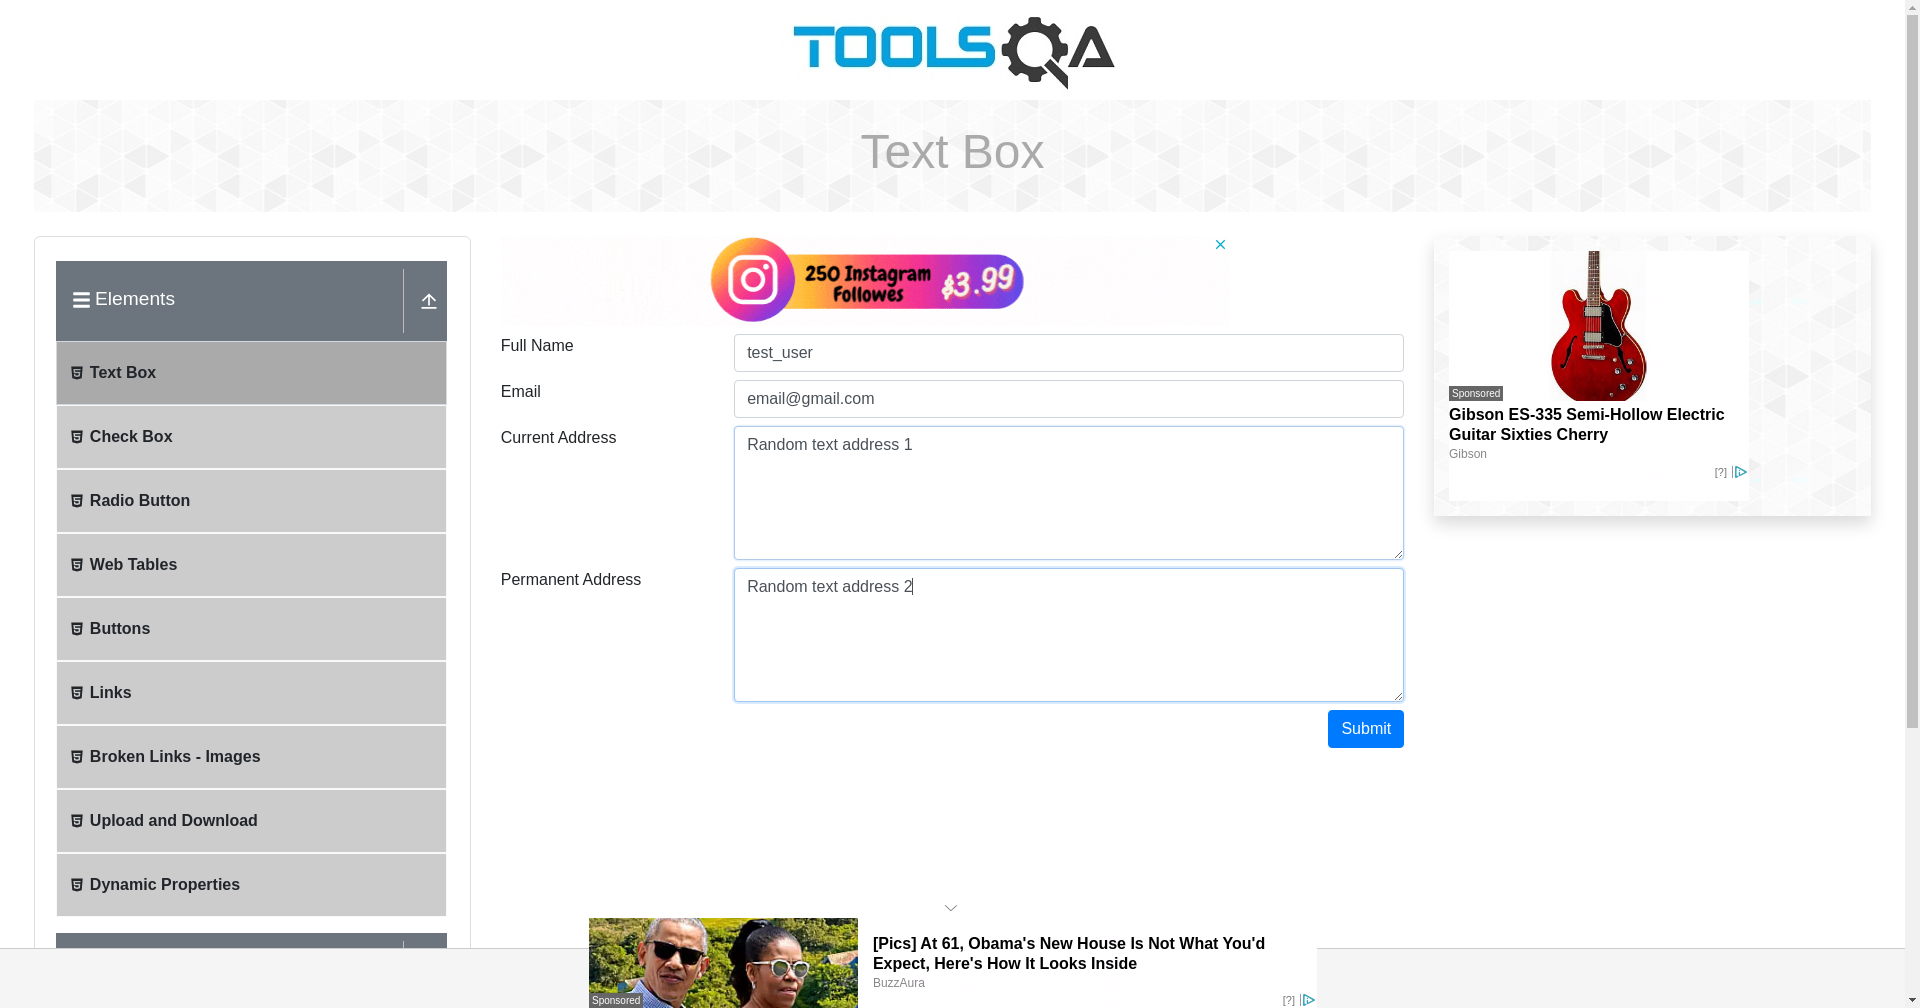 TOOLSQA
Text Box
Elements
Text Box
Check Box
Radio Button
Web Tables
Buttons
Links
Broken Links - Images
Upload and Download
Dynamic Properties
250 Instagram
Followes
$3.99
Full Name
test_user
Email
email@gmail.com
Current Address
Random text address 1
Permanent Address
Random text address 2
Submit
Sponsored
Gibson ES-335 Semi-Hollow Electric
Guitar Sixties Cherry
Gibson
[?]
[Pics] At 61, Obama's New House Is Not What You'd
Expect, Here's How It Looks Inside
BuzzAura
Sponsored
[?]